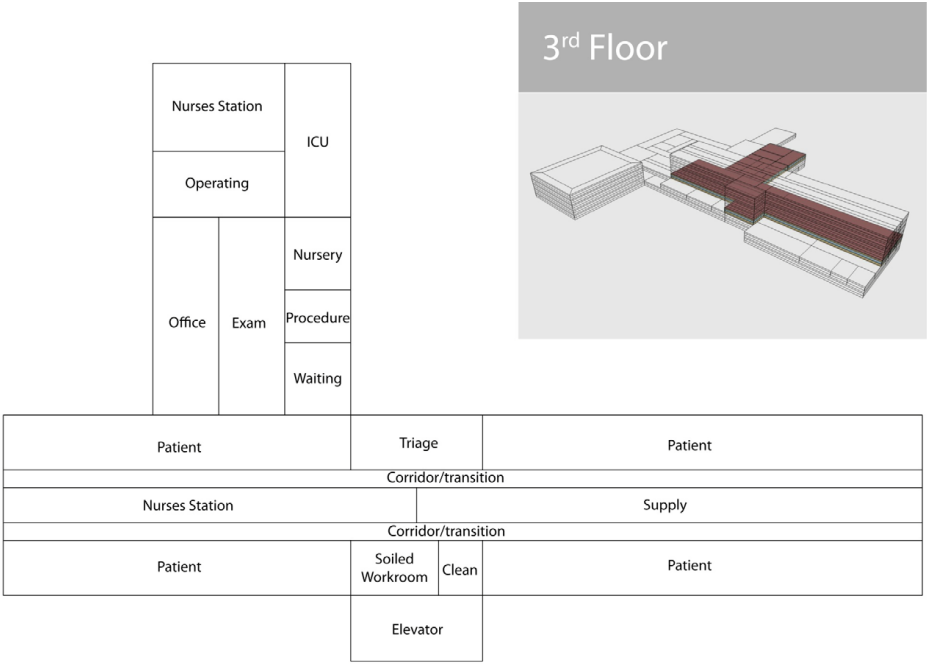 3rd Floor
Nurses Station
ICU
Operating
Nursery
Office
Exam
Procedure
Waiting
Patient
Triage
Patient
Corridor/transition
Nurses Station
Supply
Corridor/transition
Patient
Soiled
Workroom
Clean
Patient
Elevator